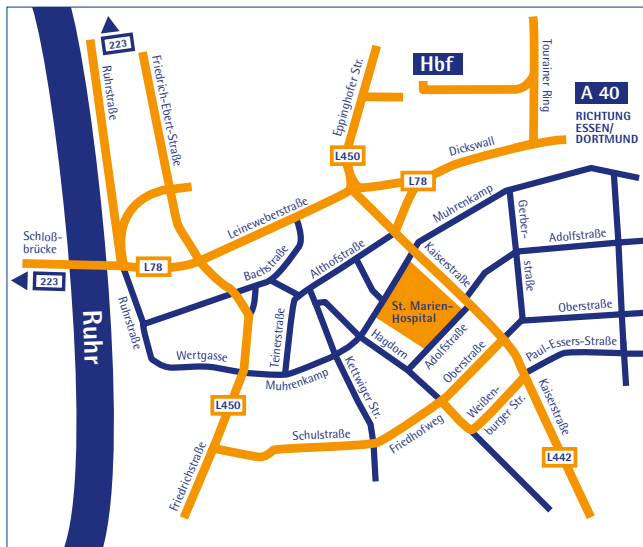 223
Ruhrstraße
Friedrich-Ebert-Straße
Eppinghofer Str.
Hbf
Tourainer
Ring
A 40
RICHTUNG
ESSEN/
DORTMUND
Dickswall
L450
L78
Leineweberstraße
Muhrenkamp
Schloß-
brücke
223
L78
Ruhr
Ruhrstraße
Bachstraße
Althofstraße
Kaiserstraße
Gerber-
straße
Adolfstraße
St. Marien-
Hospital
Oberstraße
Teinerstraße
Hagdorn
Adolfstraße
Oberstraße
Paul-Essers-Straße
Wertgasse
Muhrenkamp
Kettwiger Str.
L450
Weißen-
burger Str.
Kaiserstraße
Friedrichstraße
Schulstraße
Friedhofweg
L442